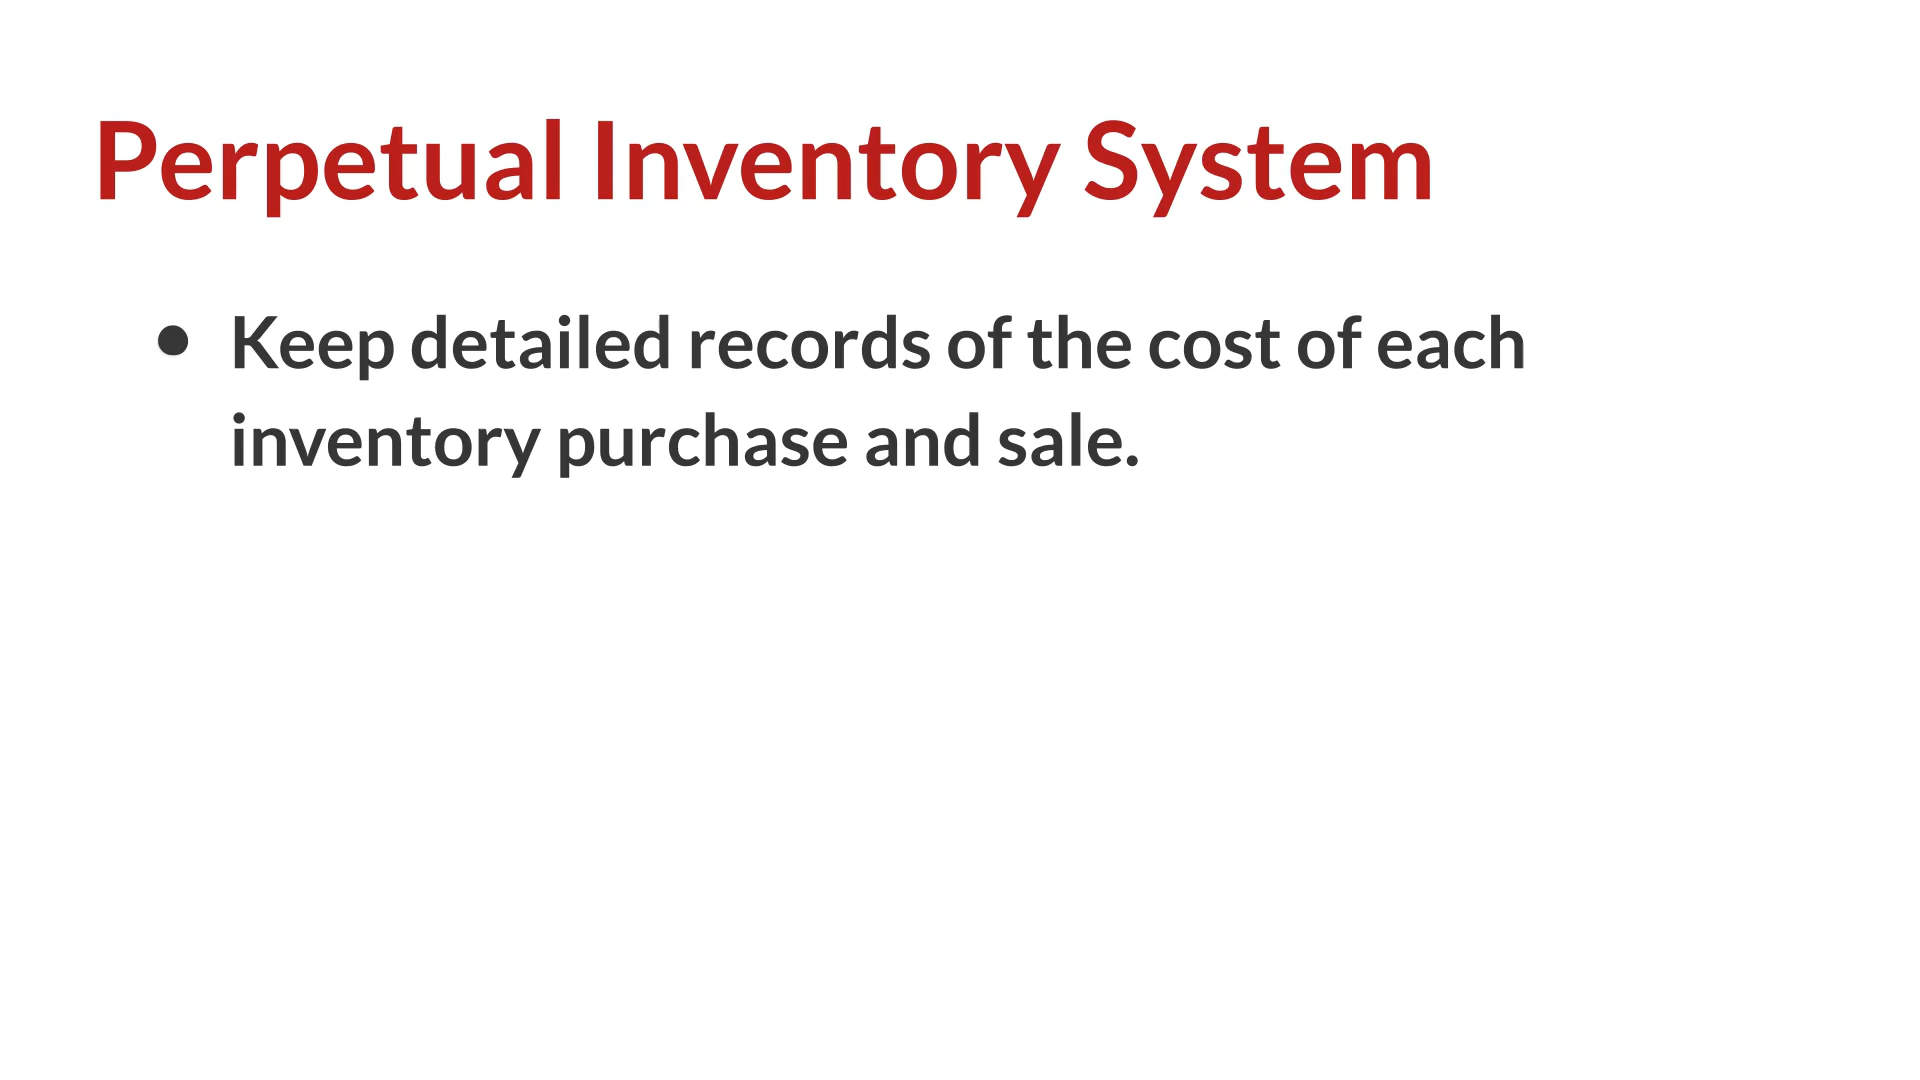 Perpetual Inventory System
• Keep detailed records of the cost of each
inventory purchase and sale.